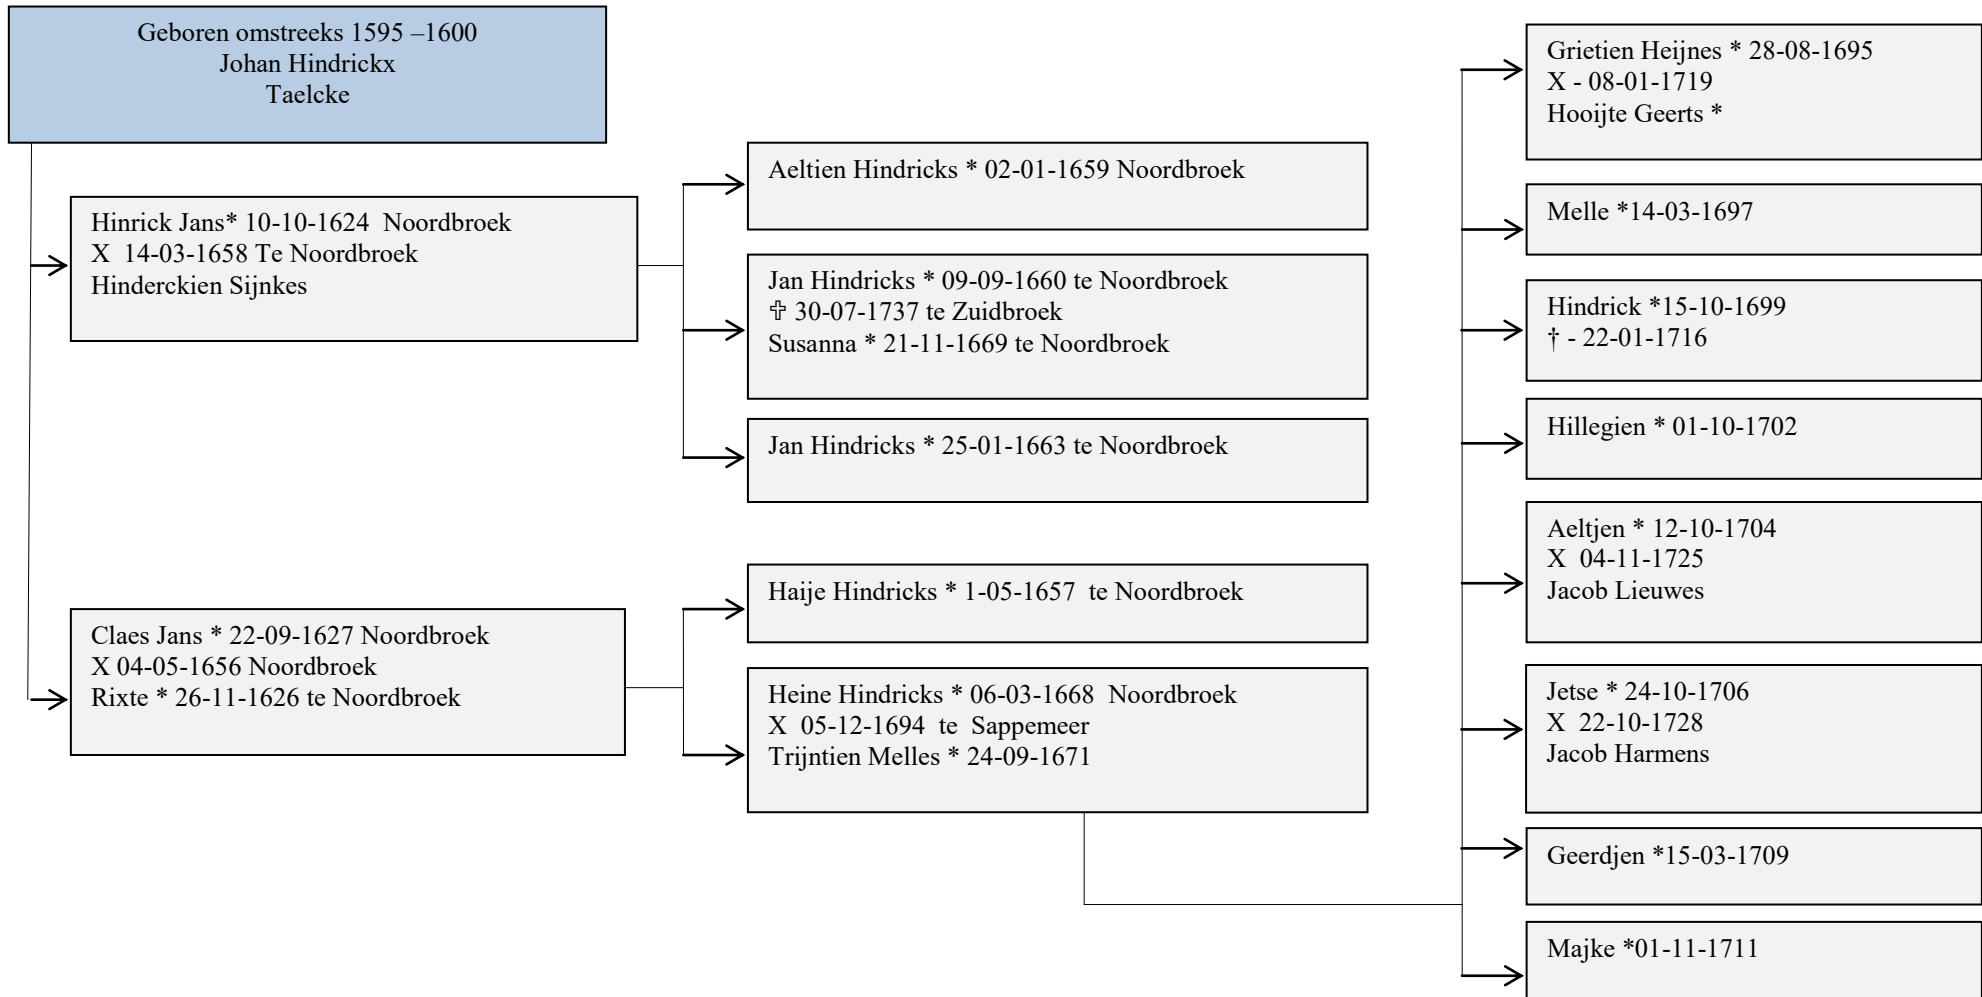 Geboren omstreeks 1595 –1600
Johan Hindrickx
Taelcke
Hinrick Jans* 10-10-1624  Noordbroek
X  14-03-1658 Te Noordbroek
Hinderckien Sijnkes
Claes Jans * 22-09-1627 Noordbroek
X 04-05-1656 Noordbroek
Rixte * 26-11-1626 te Noordbroek
Aeltien Hindricks * 02-01-1659 Noordbroek
Jan Hindricks * 09-09-1660 te Noordbroek
✞ 30-07-1737 te Zuidbroek
Susanna * 21-11-1669 te Noordbroek
Jan Hindricks * 25-01-1663 te Noordbroek
Haije Hindricks * 1-05-1657  te Noordbroek
Heine Hindricks * 06-03-1668  Noordbroek
X  05-12-1694  te  Sappemeer
Trijntien Melles * 24-09-1671
Grietien Heijnes * 28-08-1695
X - 08-01-1719
Hooijte Geerts *
Melle *14-03-1697
Hindrick *15-10-1699
† - 22-01-1716
Hillegien * 01-10-1702
Aeltjen * 12-10-1704
X  04-11-1725
Jacob Lieuwes
Jetse * 24-10-1706
X  22-10-1728
Jacob Harmens
Geerdjen *15-03-1709
Majke *01-11-1711